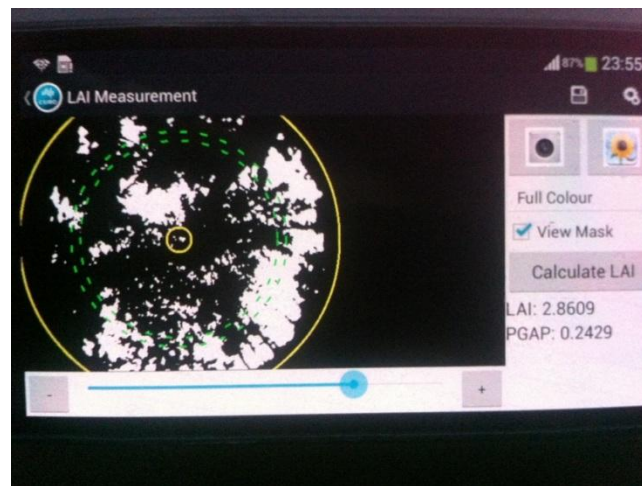 87% 23:55
LAI Measurement
Full Colour
View Mask
Calculate LAI
LAI: 2.8609
PGAP: 0.2429
- +